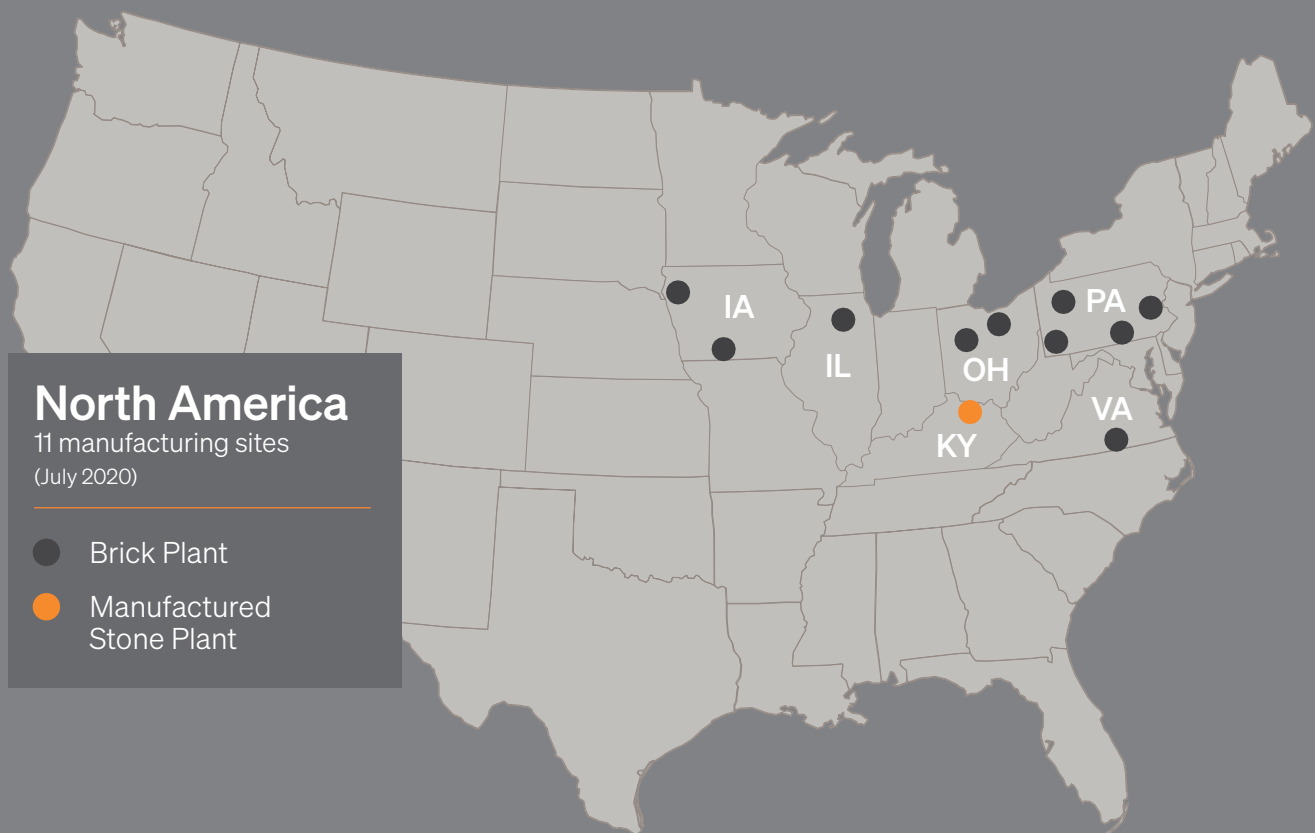 North America
11 manufacturing sites
(July 2020)
Brick Plant
Manufactured
Stone Plant
IA
IL
OH
KY
PA
VA